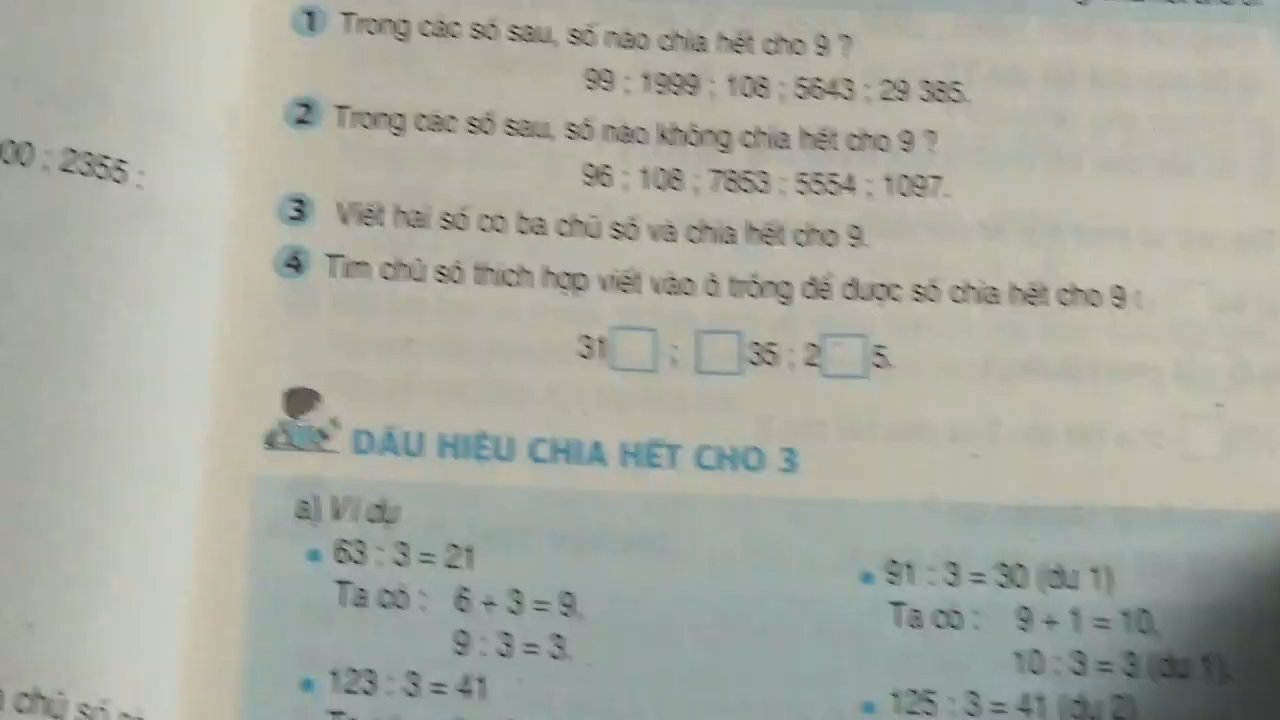 1 Trong các số sau, số nào chia hết cho 9 ?
99 ; 1999 ; 108 ; 5643 ; 29 385.
2 Trong các số sau, số nào không chia hết cho 9 ?
96 ; 108 ; 7853 ; 5554 ; 1097.
00 ; 2355 ;
3 Viết hai số có ba chữ số và chia hết cho 9.
4 Tìm chữ số thích hợp viết vào ô trống để được số chia hết cho 9 :
31□ ; □35 ; 2□5.
DẤU HIỆU CHIA HẾT CHO 3
a) Ví dụ
63 : 3 = 21
Ta có : 6 + 3 = 9.
9 : 3 = 3.
123 : 3 = 41
91 : 3 = 30 (dư 1)
Ta có : 9 + 1 = 10.
10 : 3 = 3 (dư 1).
125 : 3 = 41 (dư 2)
chữ số